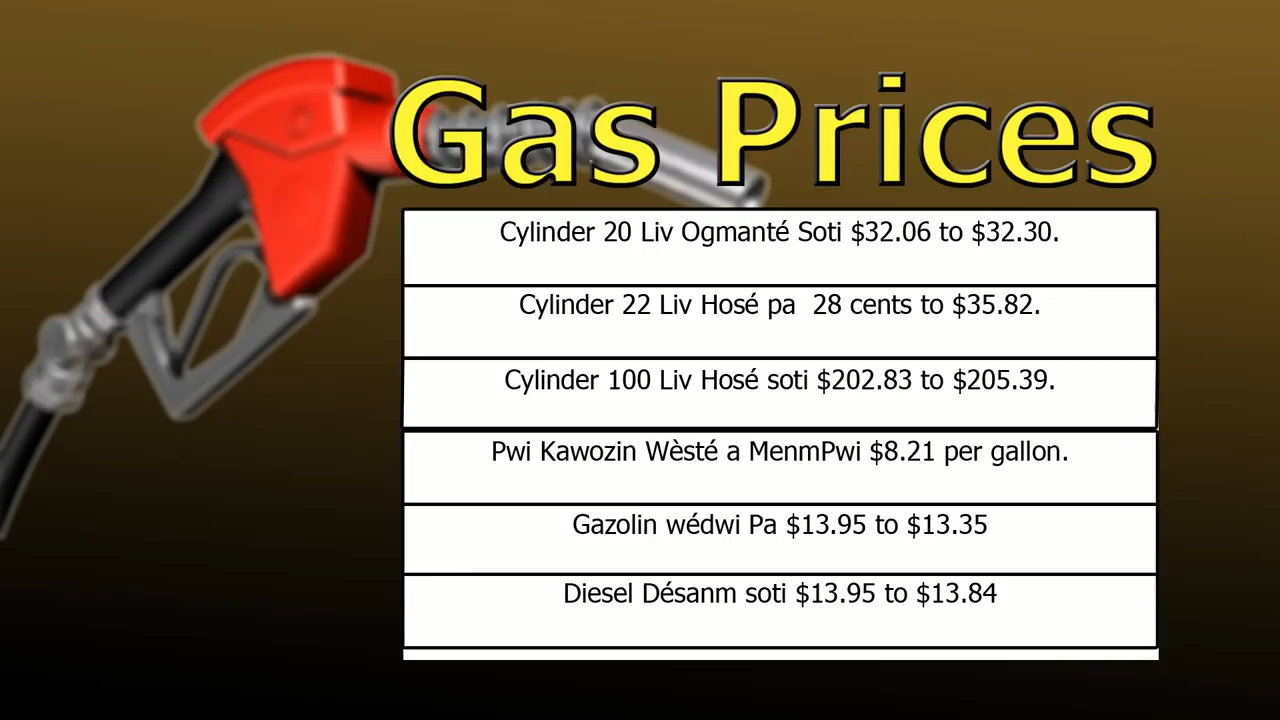 Gas Prices
Cylinder 20 Liv Ogmanté Soti $32.06 to $32.30.
Cylinder 22 Liv Hosé pa  28 cents to $35.82.
Cylinder 100 Liv Hosé soti $202.83 to $205.39.
Pwi Kawozin Wèsté a MenmPwi $8.21 per gallon.
Gazolin wédwi Pa $13.95 to $13.35
Diesel Désanm soti $13.95 to $13.84